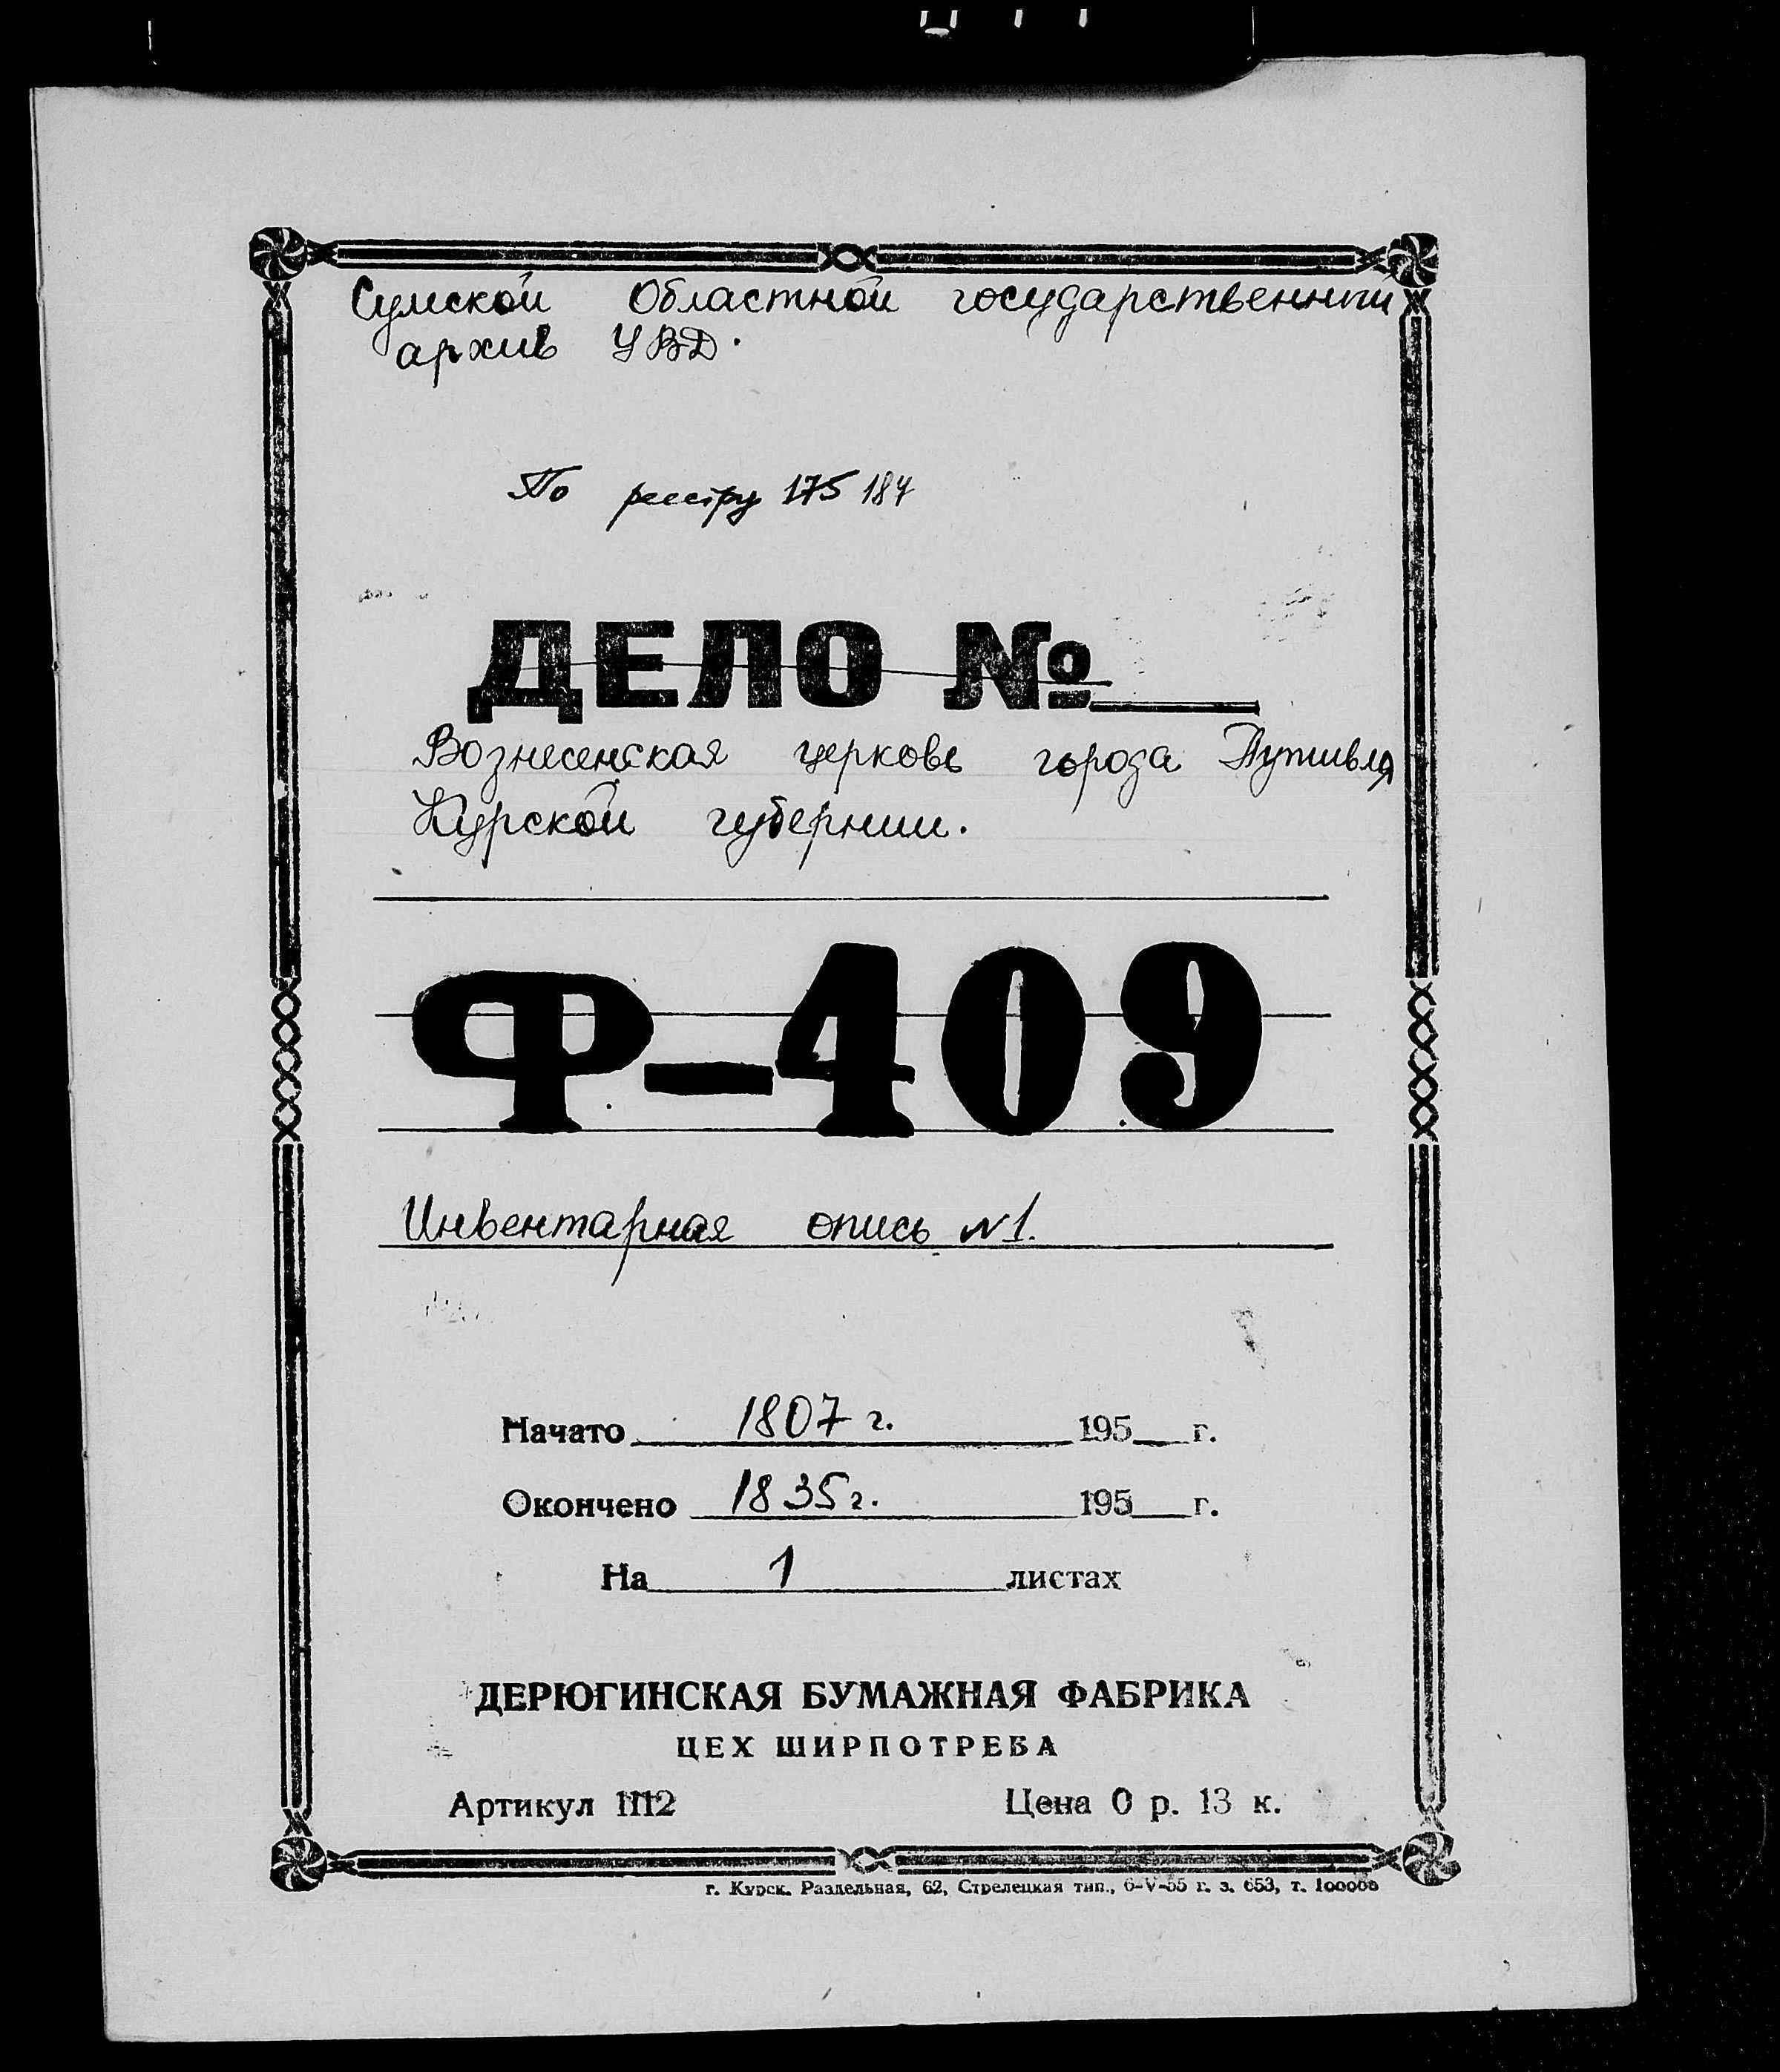 Сумской Областной государственный
архив УВД.
По реестру 175 184
ДЕЛО №
Вознесенская церковь города Путивля
Курской губернии.
Ф-409
Инвентарная опись №1.
Начато 1807 г. 195 г.
Окончено 1835 г. 195 г.
На 1 листах
ДЕРЮГИНСКАЯ БУМАЖНАЯ ФАБРИКА
ЦЕХ ШИРПОТРЕБА
Артикул 1112 Цена 0 р. 13 к.
г. Курск. Раздельная, 62, Стрелецкая тип., 6-V-55 г. з. 653, т. 100000